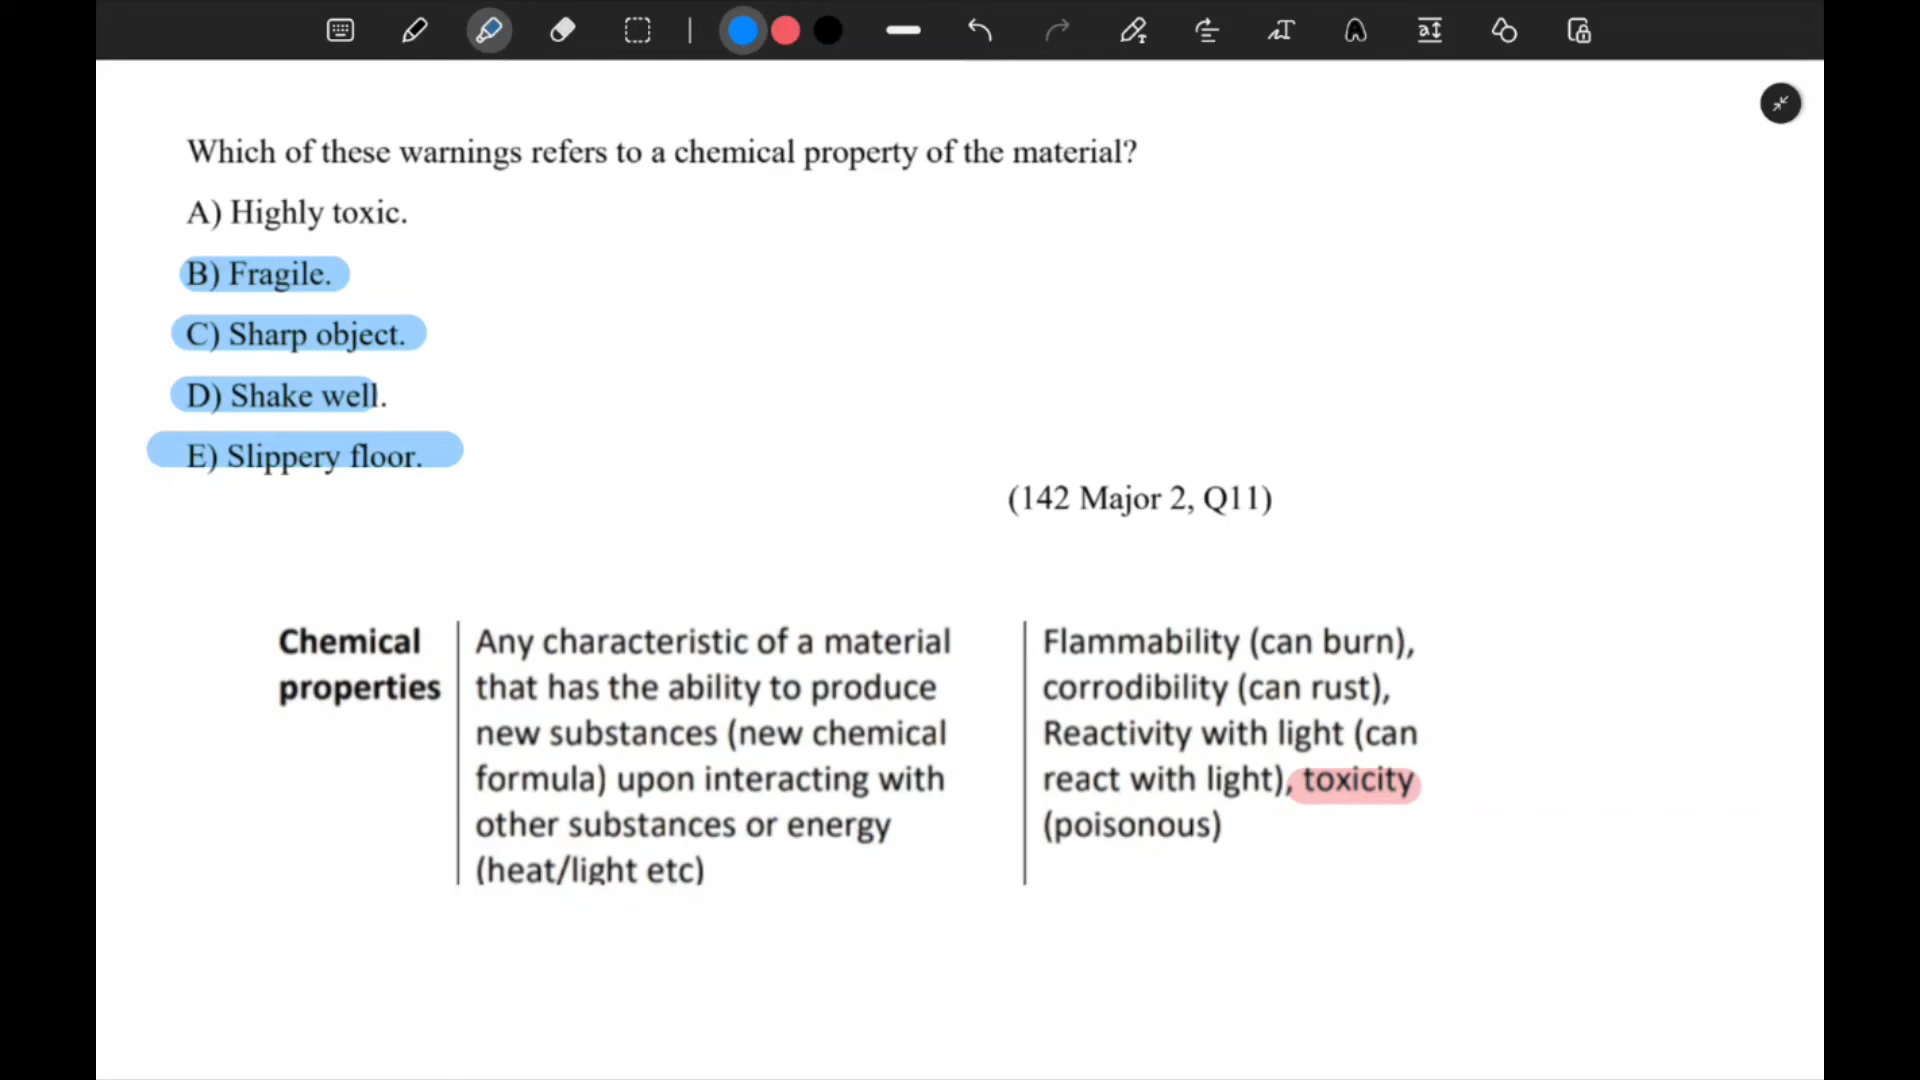 Which of these warnings refers to a chemical property of the material?
A) Highly toxic.
B) Fragile.
C) Sharp object.
D) Shake well.
E) Slippery floor.
(142 Major 2, Q11)
Chemical
properties
Any characteristic of a material
that has the ability to produce
new substances (new chemical
formula) upon interacting with
other substances or energy
(heat/light etc)
Flammability (can burn),
corrodibility (can rust),
Reactivity with light (can
react with light), toxicity
(poisonous)